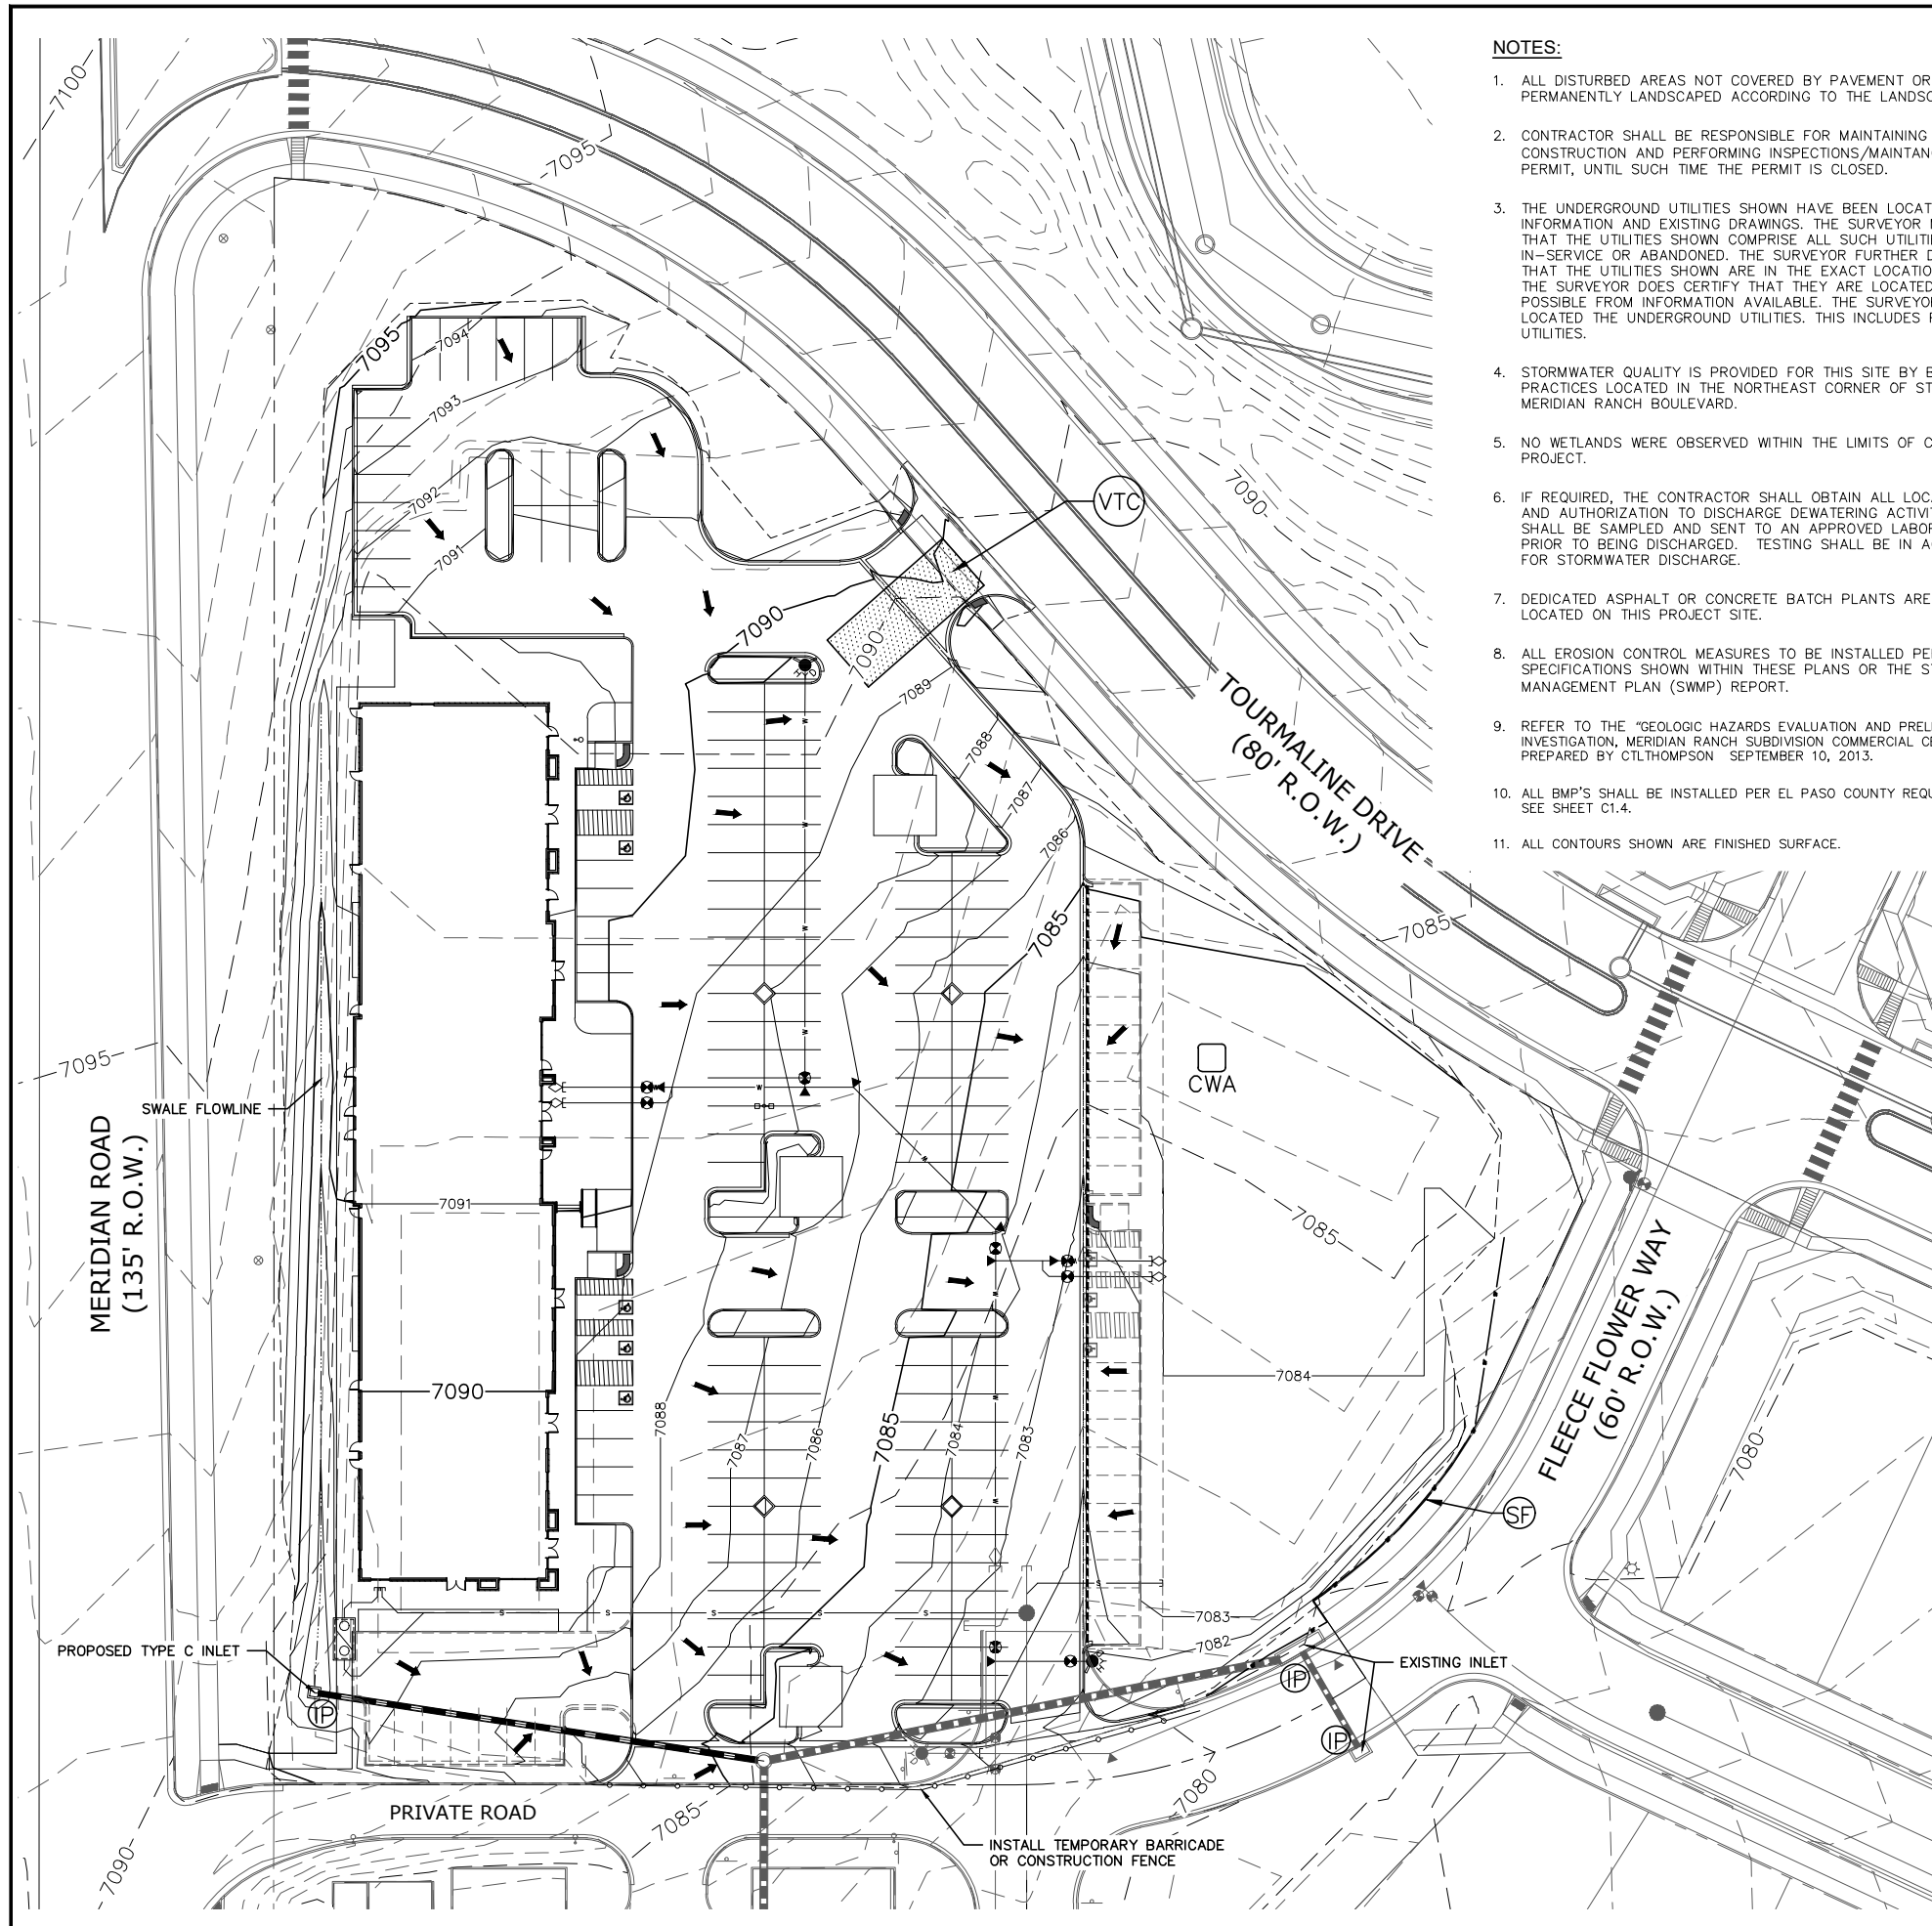 NOTES:
1. ALL DISTURBED AREAS NOT COVERED BY PAVEMENT OR
PERMANENTLY LANDSCAPED ACCORDING TO THE
2. CONTRACTOR SHALL BE RESPONSIBLE FOR MAINTAINING
CONSTRUCTION AND PERFORMING
PERMIT, UNTIL SUCH TIME THE PERMIT IS CLOSED.
3. THE UNDERGROUND UTILITIES SHOWN HAVE BEEN
INFORMATION AND EXISTING DRAWINGS. THE SURVEYOR
THAT THE UTILITIES SHOWN COMPRISE ALL SUCH
IN-SERVICE OR ABANDONED. THE SURVEYOR FURTHER
THAT THE UTILITIES SHOWN ARE IN THE EXACT
THE SURVEYOR DOES CERTIFY THAT THEY ARE LOCATED
POSSIBLE FROM INFORMATION AVAILABLE. THE
LOCATED THE UNDERGROUND UTILITIES. THIS INCLUDES
UTILITIES.
4. STORMWATER QUALITY IS PROVIDED FOR THIS SITE BY
PRACTICES LOCATED IN THE NORTHEAST CORNER OF
MERIDIAN RANCH BOULEVARD.
5. NO WETLANDS WERE OBSERVED WITHIN THE LIMITS OF
PROJECT.
6. IF REQUIRED, THE CONTRACTOR SHALL OBTAIN ALL
AND AUTHORIZATION TO DISCHARGE DEWATERING
SHALL BE SAMPLED AND SENT TO AN APPROVED
PRIOR TO BEING DISCHARGED. TESTING SHALL BE IN
FOR STORMWATER DISCHARGE.
7. DEDICATED ASPHALT OR CONCRETE BATCH PLANTS ARE
LOCATED ON THIS PROJECT SITE.
8. ALL EROSION CONTROL MEASURES TO BE INSTALLED
SPECIFICATIONS SHOWN WITHIN THESE PLANS OR THE
MANAGEMENT PLAN (SWMP) REPORT.
9. REFER TO THE "GEOLOGIC HAZARDS EVALUATION AND
INVESTIGATION, MERIDIAN RANCH SUBDIVISION COMMERCIAL
PREPARED BY CTLTHOMPSON SEPTEMBER 10, 2013.
10. ALL BMP'S SHALL BE INSTALLED PER EL PASO COUNTY
SEE SHEET C1.4.
11. ALL CONTOURS SHOWN ARE FINISHED SURFACE.
7100
7095
7095
7094
7093
7092
7091
7090
VTC
7090
7090
7089
7088
7087
7086
7085
TOURMALINE DRIVE
(80' R.O.W.)
7085
7095
SWALE FLOWLINE
MERIDIAN ROAD
(135' R.O.W.)
CWA
7091
7085
7084
7090
7088
7087
7086
7085
7084
7083
FLEECE FLOWER WAY
(60' R.O.W.)
7080
SF
7083
7082
PROPOSED TYPE C INLET
IP
EXISTING INLET
IP
IP
7080
PRIVATE ROAD
7085
7090
INSTALL TEMPORARY BARRICADE
OR CONSTRUCTION FENCE